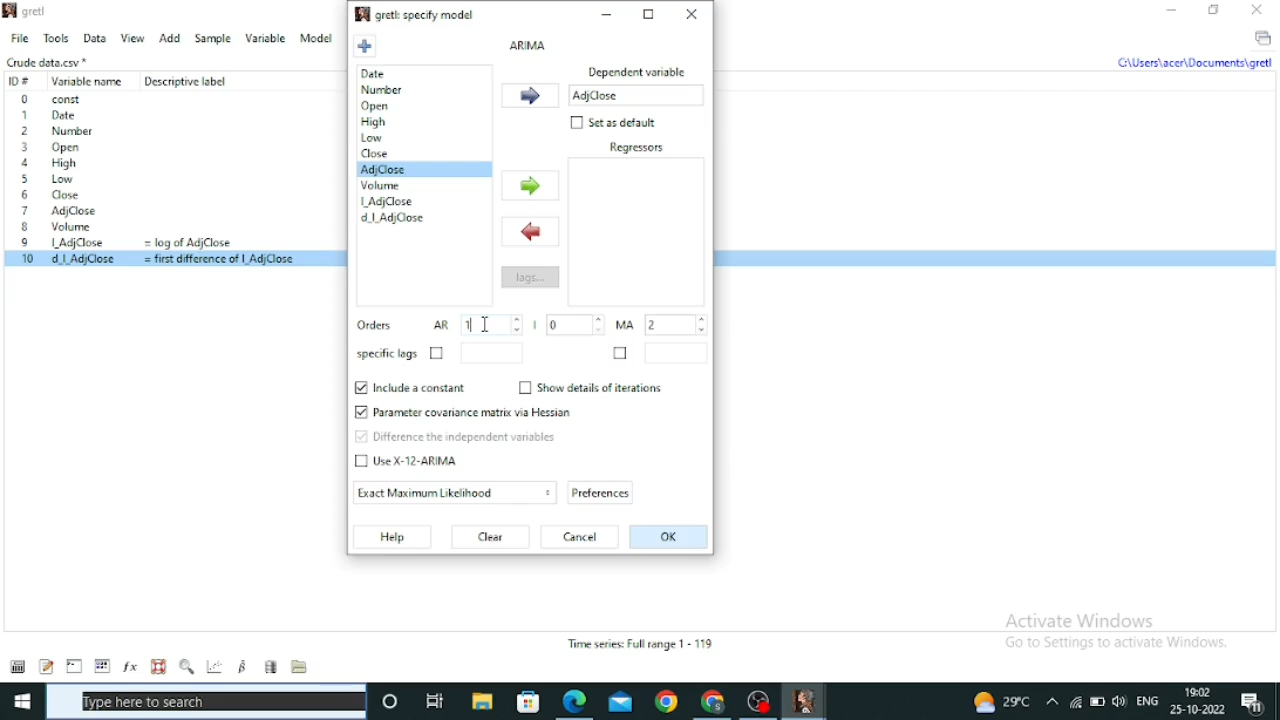 gretl
File Tools Data View Add Sample Variable Model
Crude data.csv *
C:\Users\acer\Documents\gretl
ID # Variable name Descriptive label
0 const
1 Date
2 Number
3 Open
4 High
5 Low
6 Close
7 AdjClose
8 Volume
9 l_AdjClose = log of AdjClose
10 d_l_AdjClose = first difference of l_AdjClose
gretl: specify model
ARIMA
Date
Number
Open
High
Low
Close
AdjClose
Volume
l_AdjClose
d_l_AdjClose
Dependent variable
AdjClose
Set as default
Regressors
lags...
Orders AR 1 I 0 MA 2
specific lags
Include a constant Show details of iterations
Parameter covariance matrix via Hessian
Difference the independent variables
Use X-12-ARIMA
Exact Maximum Likelihood Preferences
Help Clear Cancel OK
Activate Windows
Go to Settings to activate Windows.
Time series: Full range 1 - 119
fx β
Type here to search
29°C ENG
19:02
25-10-2022
11